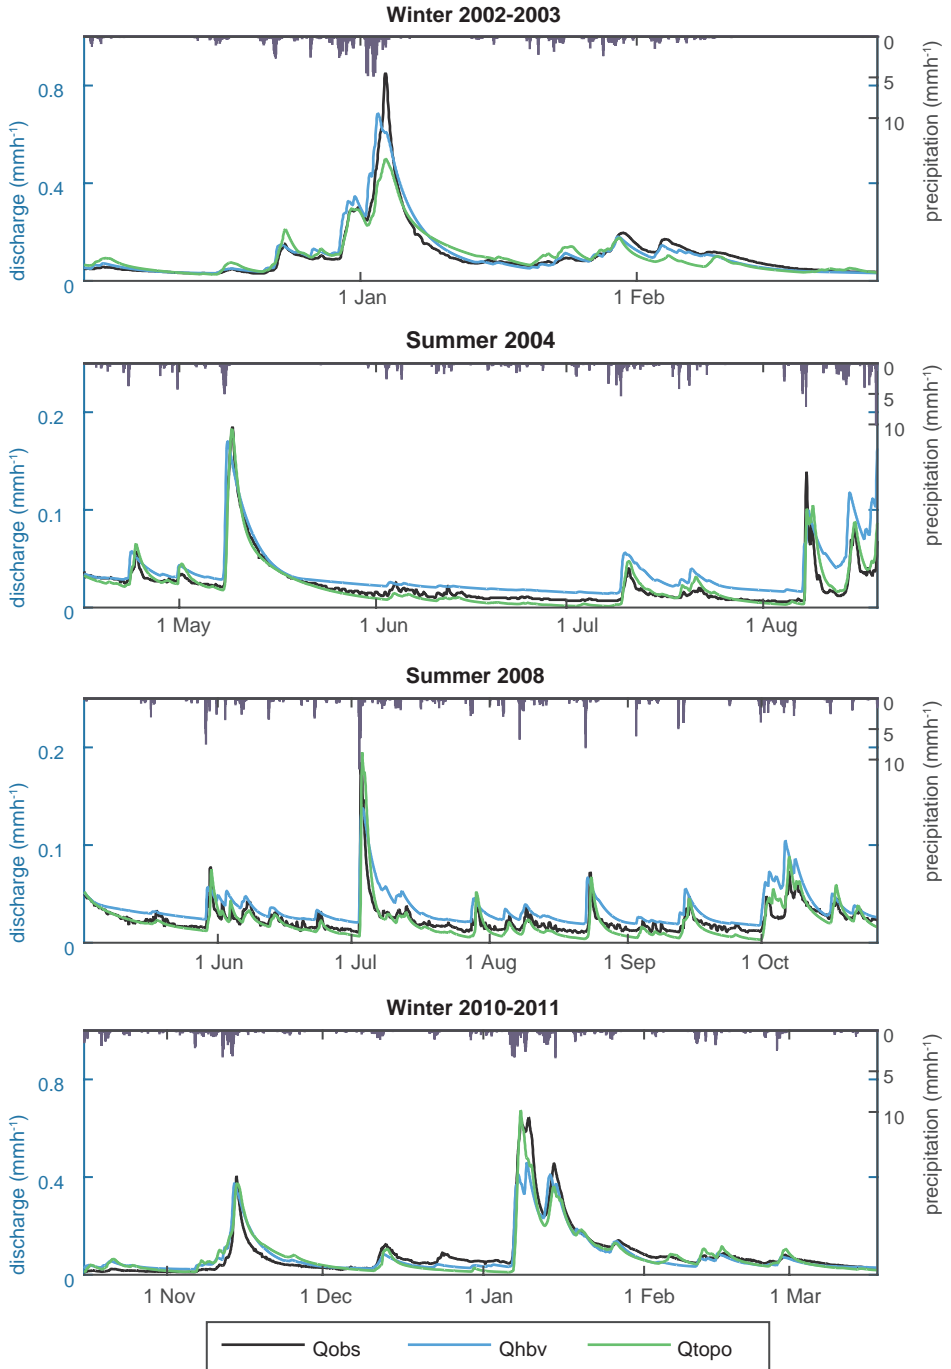 Winter 2002-2003
discharge (mmh-1)
0.8
0.4
0
0
5
10
precipitation (mmh-1)
1 Jan
1 Feb
Summer 2004
discharge (mmh-1)
0.2
0.1
0
0
5
10
precipitation (mmh-1)
1 May
1 Jun
1 Jul
1 Aug
Summer 2008
discharge (mmh-1)
0.2
0.1
0
0
5
10
precipitation (mmh-1)
1 Jun
1 Jul
1 Aug
1 Sep
1 Oct
Winter 2010-2011
discharge (mmh-1)
0.8
0.4
0
0
5
10
precipitation (mmh-1)
1 Nov
1 Dec
1 Jan
1 Feb
1 Mar
Qobs Qhbv Qtopo